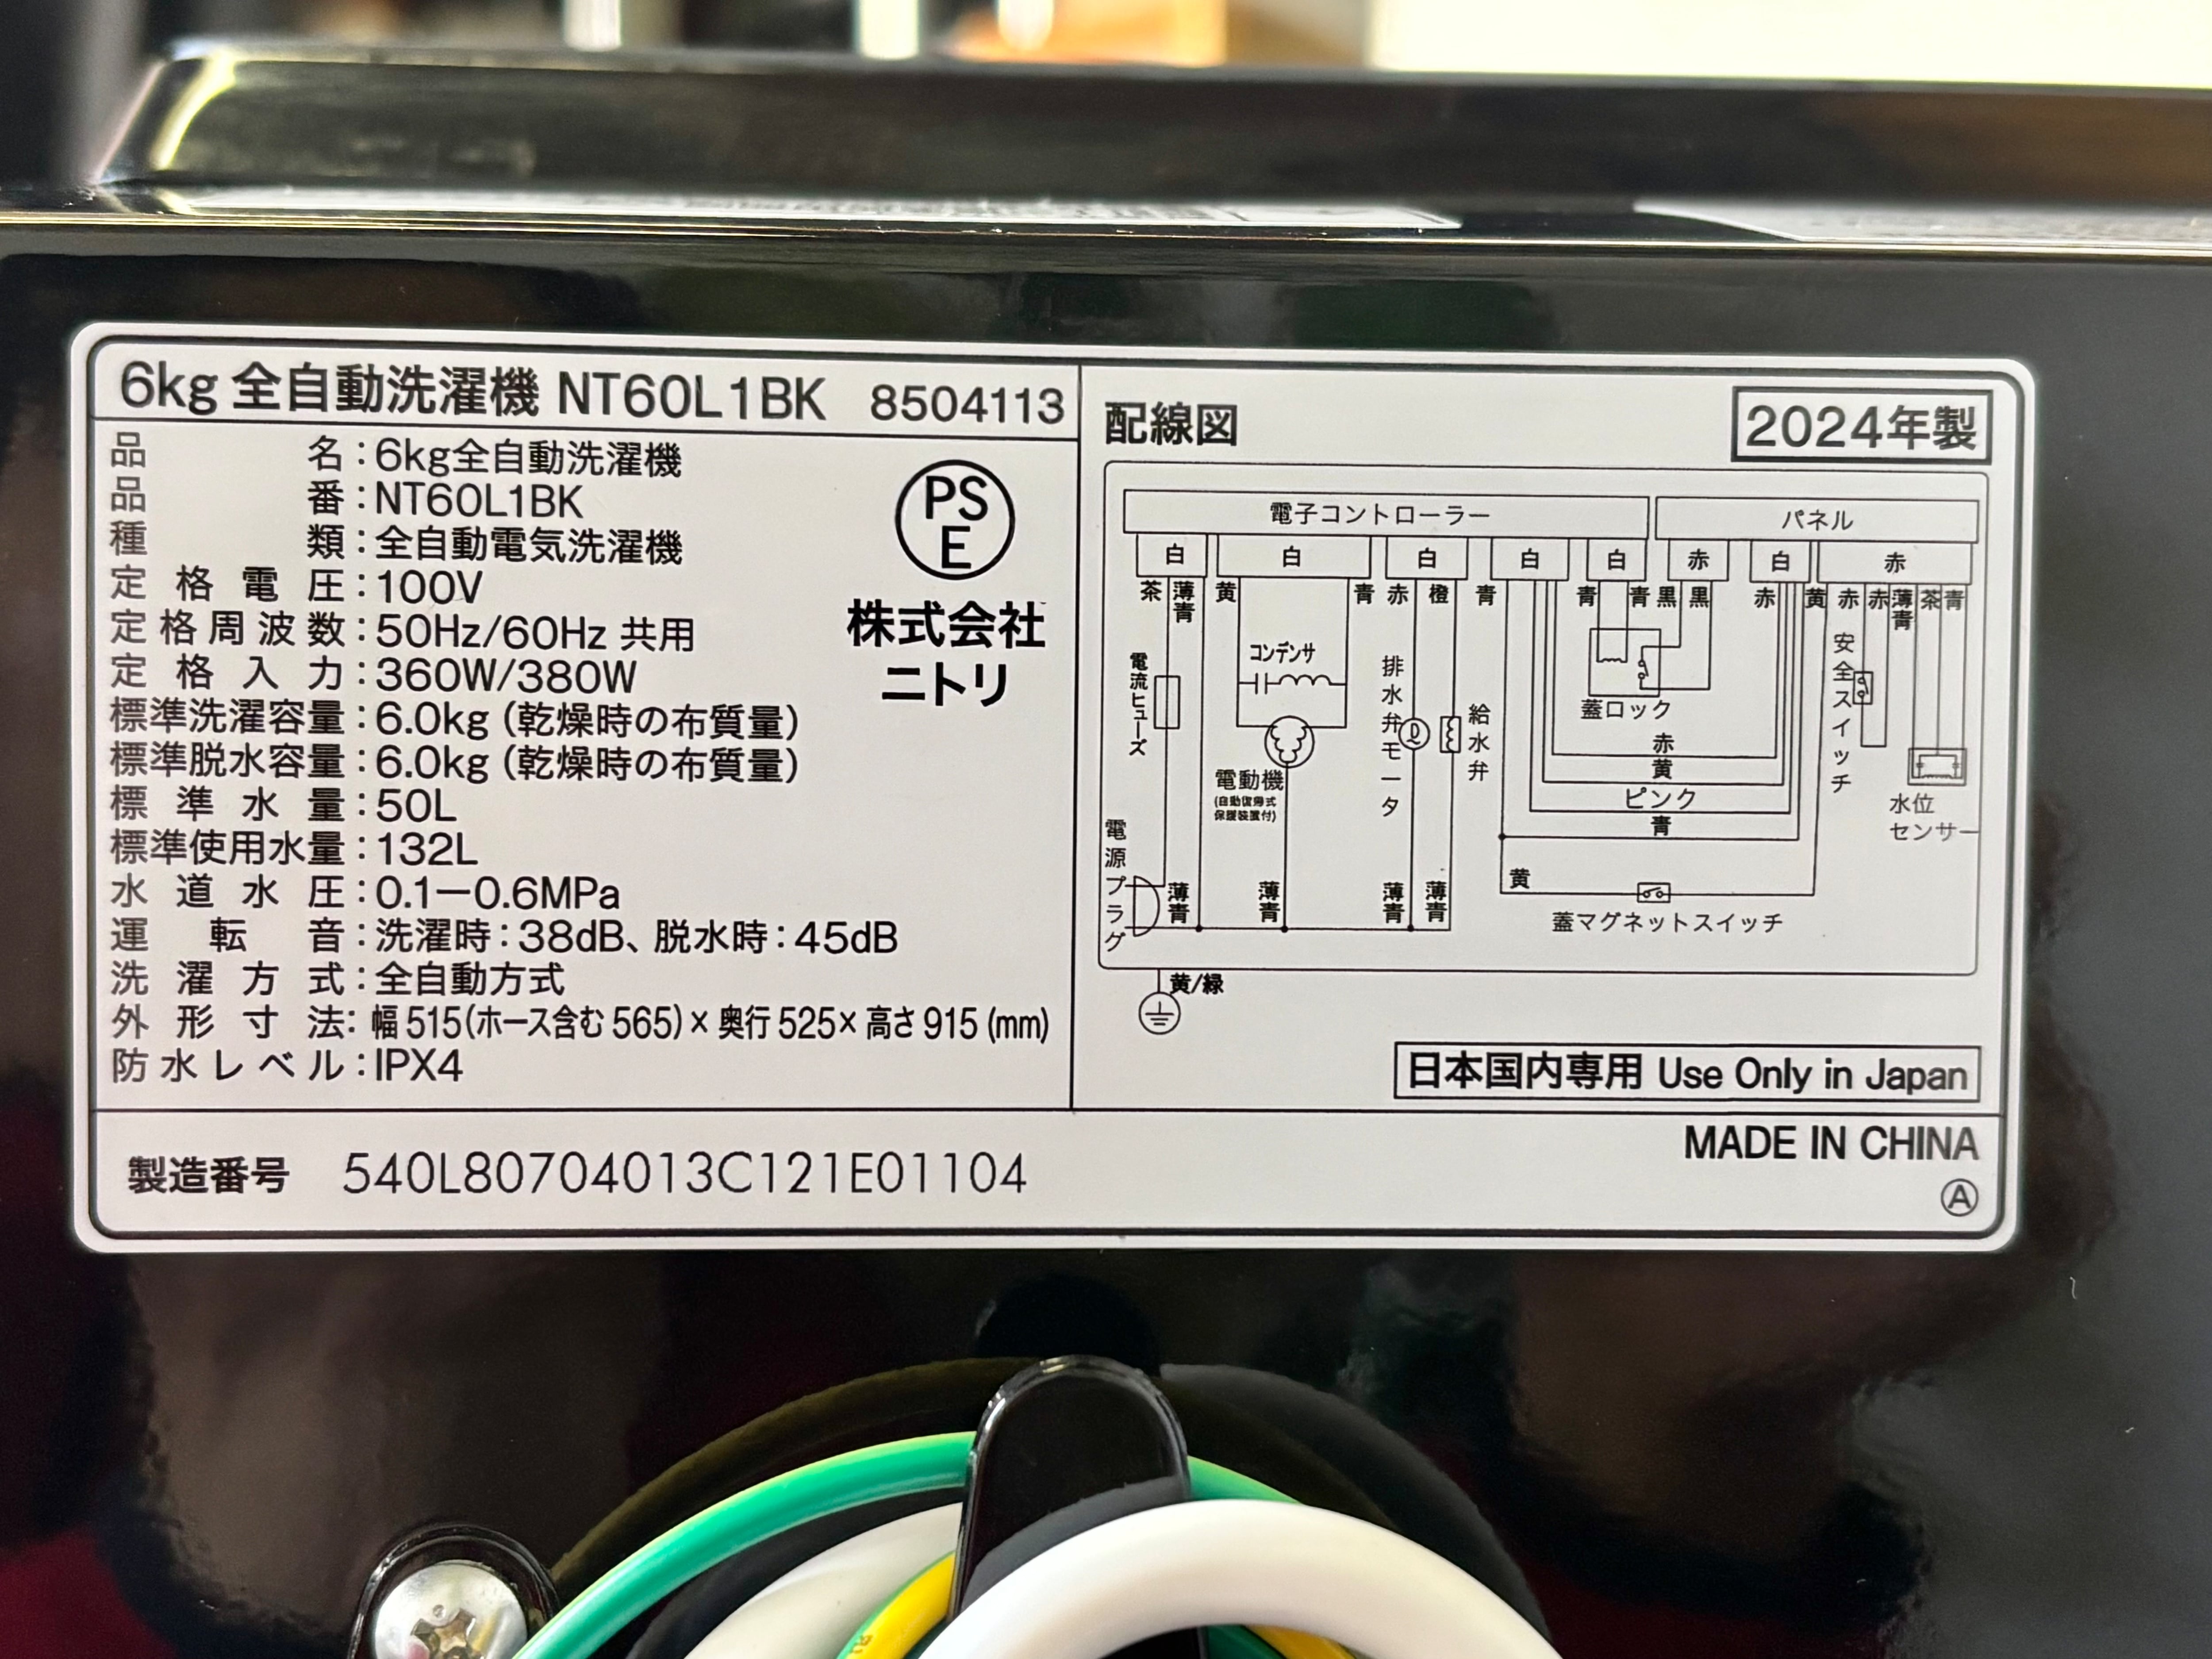 6kg 全自動洗濯機 NT60L1BK 8504113
品名：6kg全自動洗濯機
品番：NT60L1BK
種類：全自動電気洗濯機
定格電圧：100V
定格周波数：50Hz/60Hz 共用
定格入力：360W/380W
標準洗濯容量：6.0kg（乾燥時の布質量）
標準脱水容量：6.0kg（乾燥時の布質量）
標準水量：50L
標準使用水量：132L
水道水圧：0.1－0.6MPa
運転音：洗濯時：38dB、脱水時：45dB
洗濯方式：全自動方式
外形寸法：幅 515(ホース含む 565)× 奥行 525× 高さ 915 (mm)
防水レベル：IPX4
PS
E
株式会社
ニトリ
配線図
2024年製
電子コントローラー パネル
白 白 白 白 白 赤 白 赤
茶 薄青 黄 青 赤 橙 青 青 青 黒 黒 赤 黄 赤 赤 薄青 茶 青
電流ヒューズ
コンデンサ
電動機
(自動復帰式
保護装置付)
排水弁モータ
給水弁
蓋ロック
安全スイッチ
水位
センサー
赤
黄
ピンク
青
黄
蓋マグネットスイッチ
電源プラグ
薄青 薄青 薄青 薄青
黄/緑
日本国内専用 Use Only in Japan
製造番号 540L80704013C121E01104
MADE IN CHINA
Ⓐ